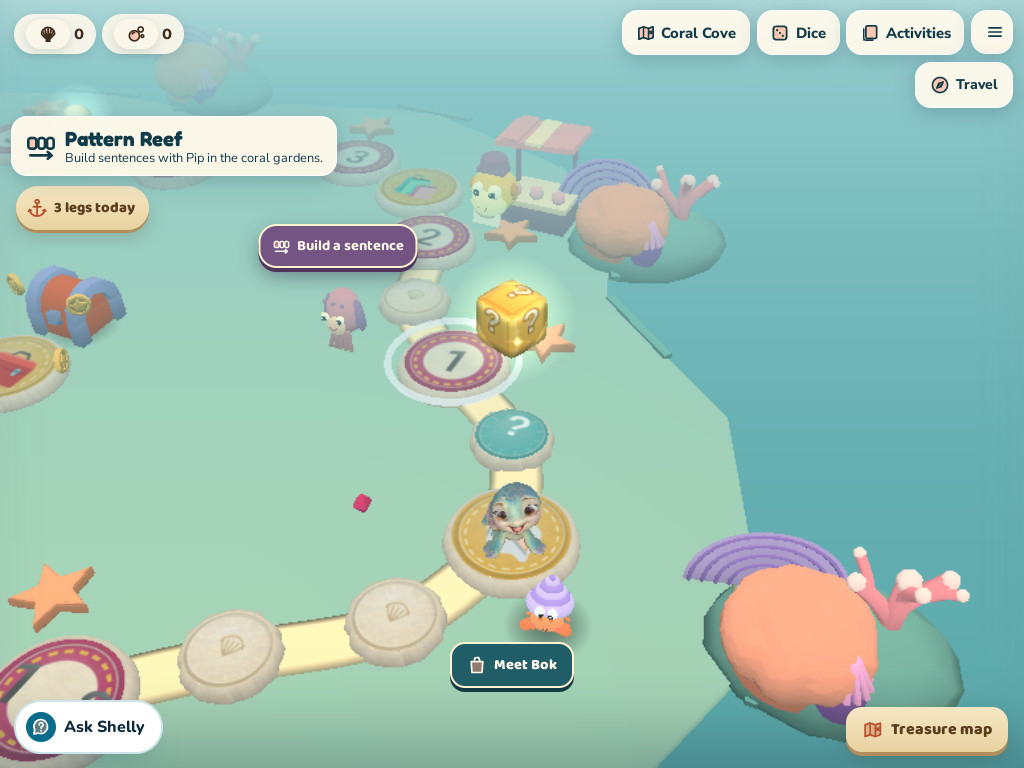 0
0
Coral Cove
Dice
Activities
Travel
Pattern Reef
Build sentences with Pip in the coral gardens.
3 legs today
3
2
Build a sentence
? ? ?
1
?
Meet Bok
Ask Shelly
Treasure map